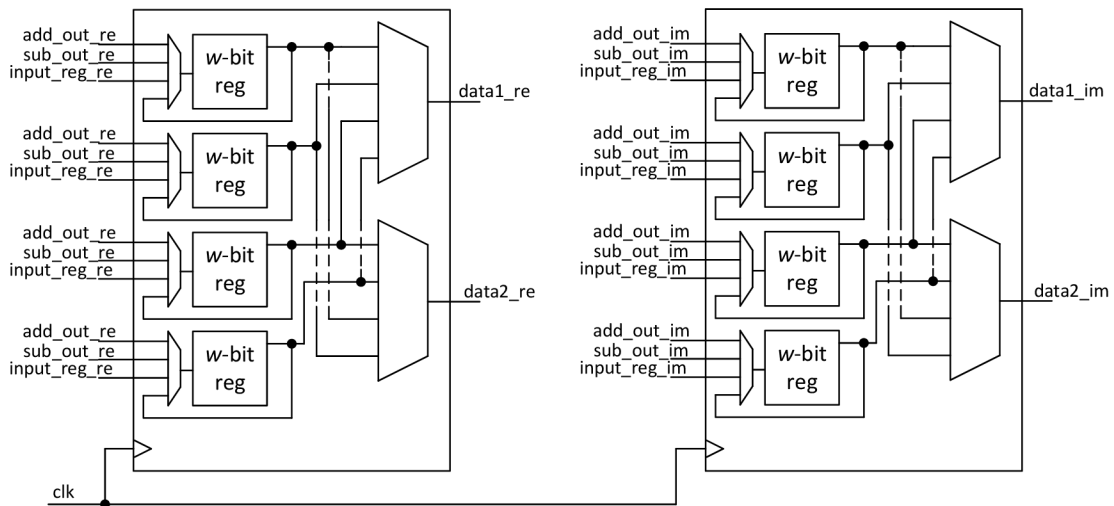 add_out_re
sub_out_re
input_reg_re
w-bit
reg
data1_re
add_out_re
sub_out_re
input_reg_re
w-bit
reg
add_out_re
sub_out_re
input_reg_re
w-bit
reg
data2_re
add_out_re
sub_out_re
input_reg_re
w-bit
reg
add_out_im
sub_out_im
input_reg_im
w-bit
reg
data1_im
add_out_im
sub_out_im
input_reg_im
w-bit
reg
add_out_im
sub_out_im
input_reg_im
w-bit
reg
data2_im
add_out_im
sub_out_im
input_reg_im
w-bit
reg
clk